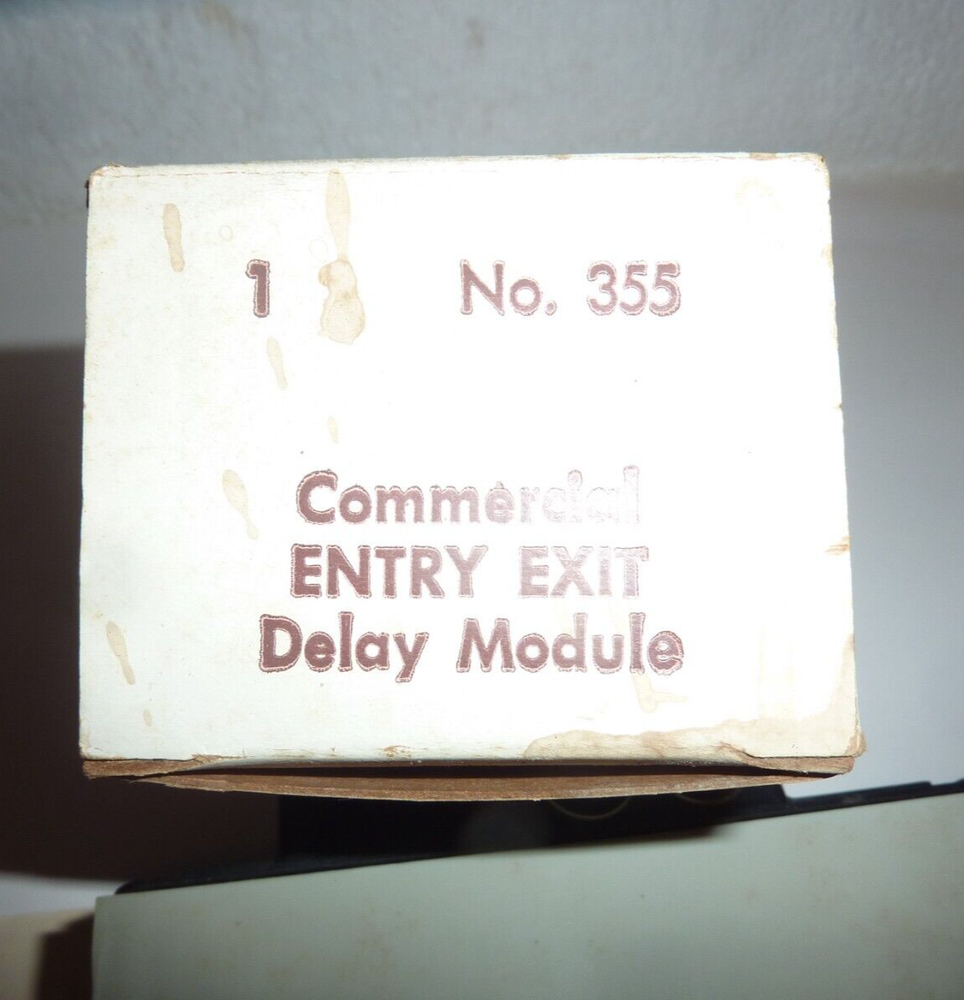 1 No. 355
Commercial
ENTRY EXIT
Delay Module